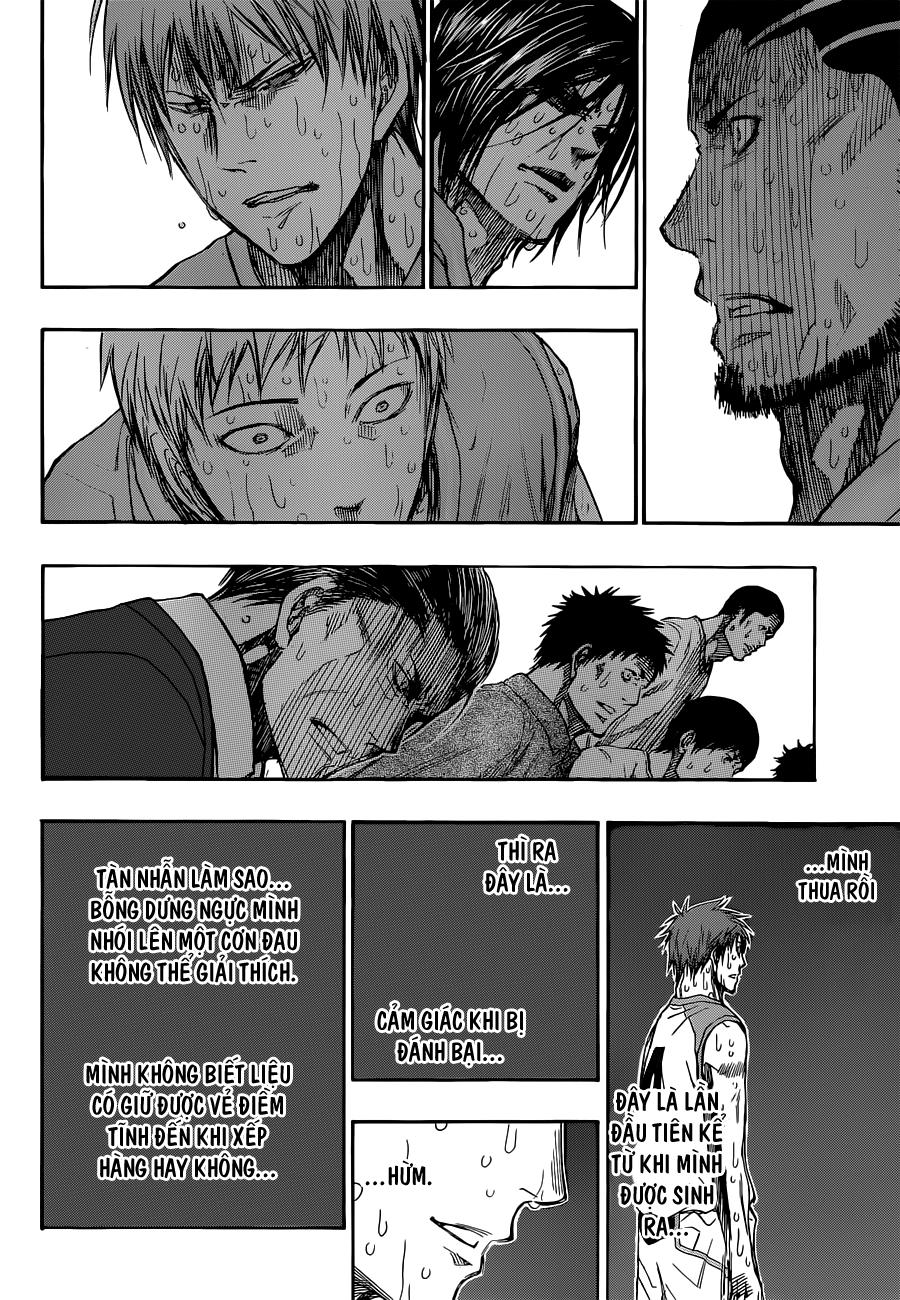 ...MÌNH
THUA RỒI
ĐÂY LÀ LẦN
ĐẦU TIÊN KỂ
TỪ KHI MÌNH
ĐƯỢC SINH
RA...
THÌ RA
ĐÂY LÀ...
CẢM GIÁC KHI BỊ
ĐÁNH BẠI...
...HỪM.
TÀN NHẪN LÀM SAO...
BỖNG DƯNG NGỰC MÌNH
NHÓI LÊN MỘT CƠN ĐAU
KHÔNG THỂ GIẢI THÍCH.
MÌNH KHÔNG BIẾT LIỆU
CÓ GIỮ ĐƯỢC VẺ ĐIỀM
TĨNH ĐẾN KHI XẾP
HÀNG HAY KHÔNG...